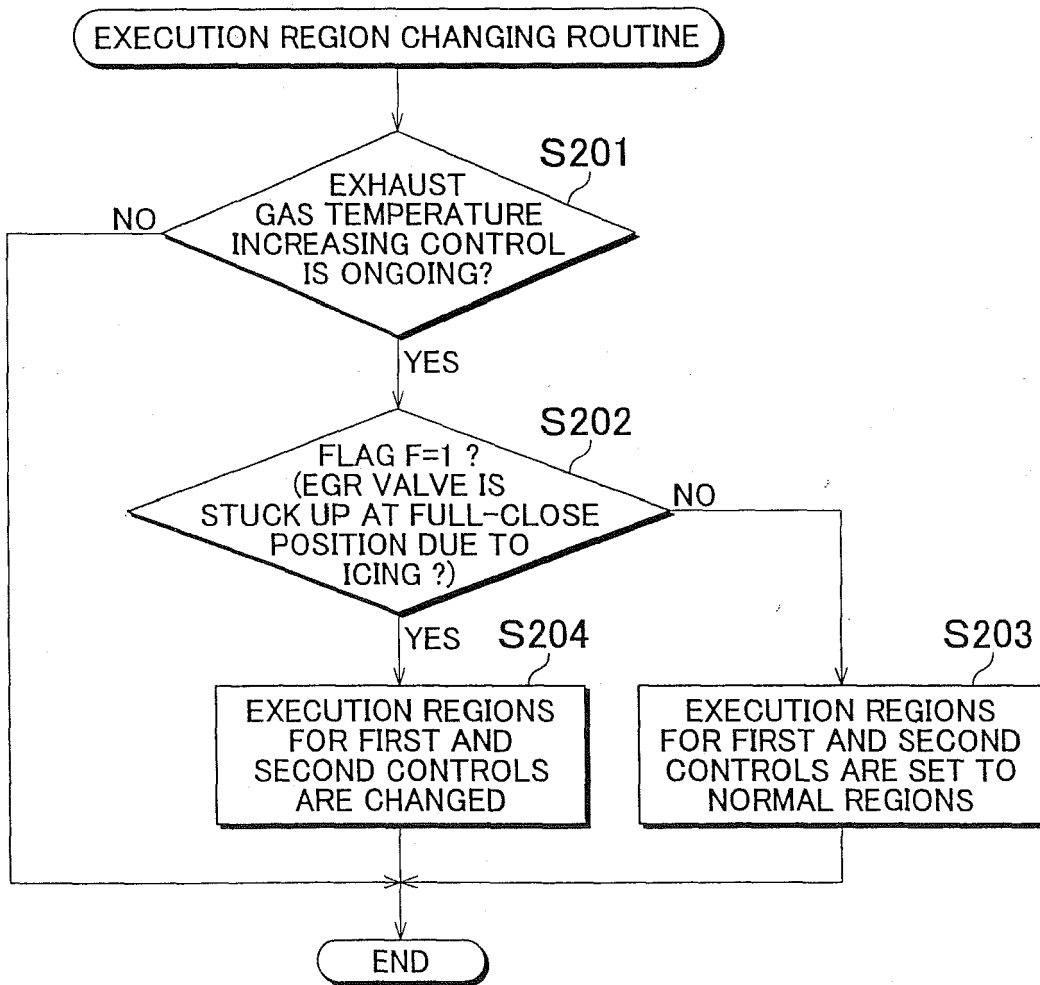 EXECUTION REGION CHANGING ROUTINE
S201
EXHAUST
GAS TEMPERATURE
INCREASING CONTROL
IS ONGOING?
NO
YES
S202
FLAG F=1 ?
(EGR VALVE IS
STUCK UP AT FULL-CLOSE
POSITION DUE TO
ICING ?)
NO
YES
S204
EXECUTION REGIONS
FOR FIRST AND
SECOND CONTROLS
ARE CHANGED
S203
EXECUTION REGIONS
FOR FIRST AND SECOND
CONTROLS ARE SET TO
NORMAL REGIONS
END